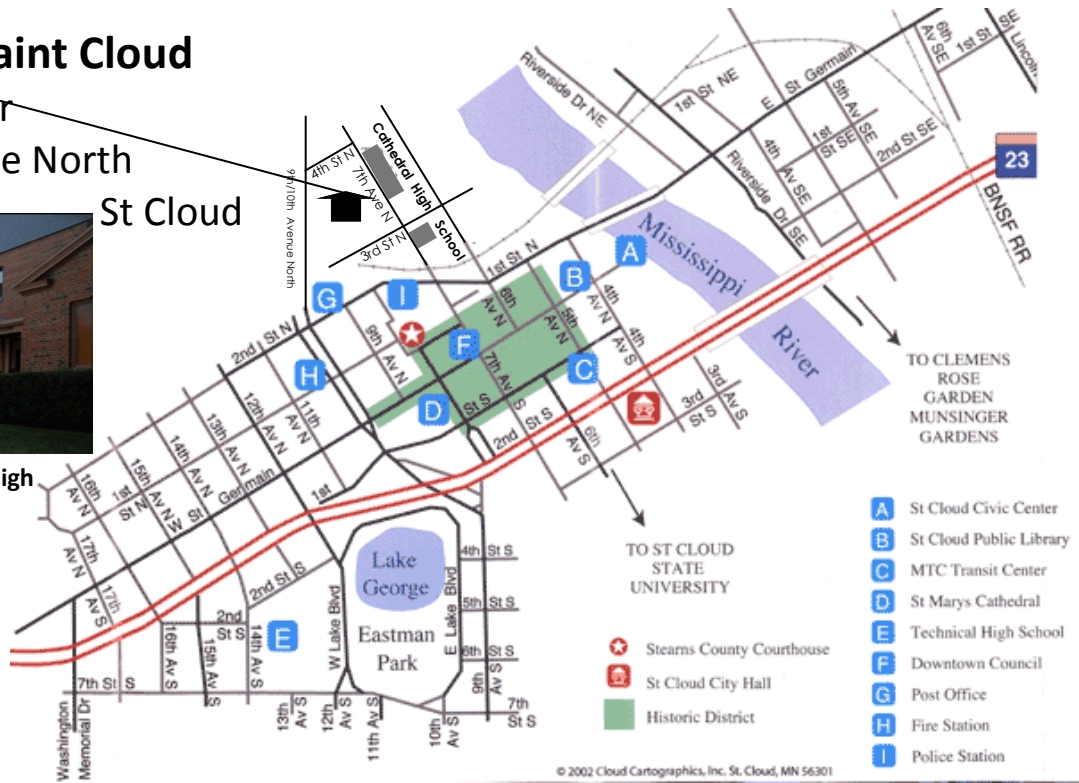 aint Cloud
r
e North
St Cloud
igh
Cathedral High
School
4th St N
7th Ave N
3rd St N
9th/10th Avenue North
Riverside Dr NE
1st St NE
E St Germain
6th Av SE
1st St SE
Lincoln
5th Av SE
1st St SE
2nd St SE
4th Av SE
Riverside Dr SE
23
BNSF RR
Mississippi
River
A
B
C
D
E
F
G
H
I
1st St N
6th Av N
5th Av N
4th Av N
4th Av S
3rd Av S
3rd St S
2nd St S
6th Av S
7th Av S
St S
9th Av N
2nd St N
11th Av N
12th Av N
13th Av N
14th Av N
15th Av N
16th Av N
1st St N
W St Germain
1st
17th Av N
17th Av S
2nd St S
2nd St S
16th Av S
15th Av S
14th Av S
7th St S
Washington Memorial Dr
13th Av S
12th Av S
11th Av S
10th Av S
9th Av S
7th St S
W Lake Blvd
E Lake Blvd
4th St S
5th St S
6th St S
Lake
George
Eastman
Park
TO CLEMENS
ROSE
GARDEN
MUNSINGER
GARDENS
TO ST CLOUD
STATE
UNIVERSITY
Stearns County Courthouse
St Cloud City Hall
Historic District
A St Cloud Civic Center
B St Cloud Public Library
C MTC Transit Center
D St Marys Cathedral
E Technical High School
F Downtown Council
G Post Office
H Fire Station
I Police Station
© 2002 Cloud Cartographics, Inc. St. Cloud, MN 56301